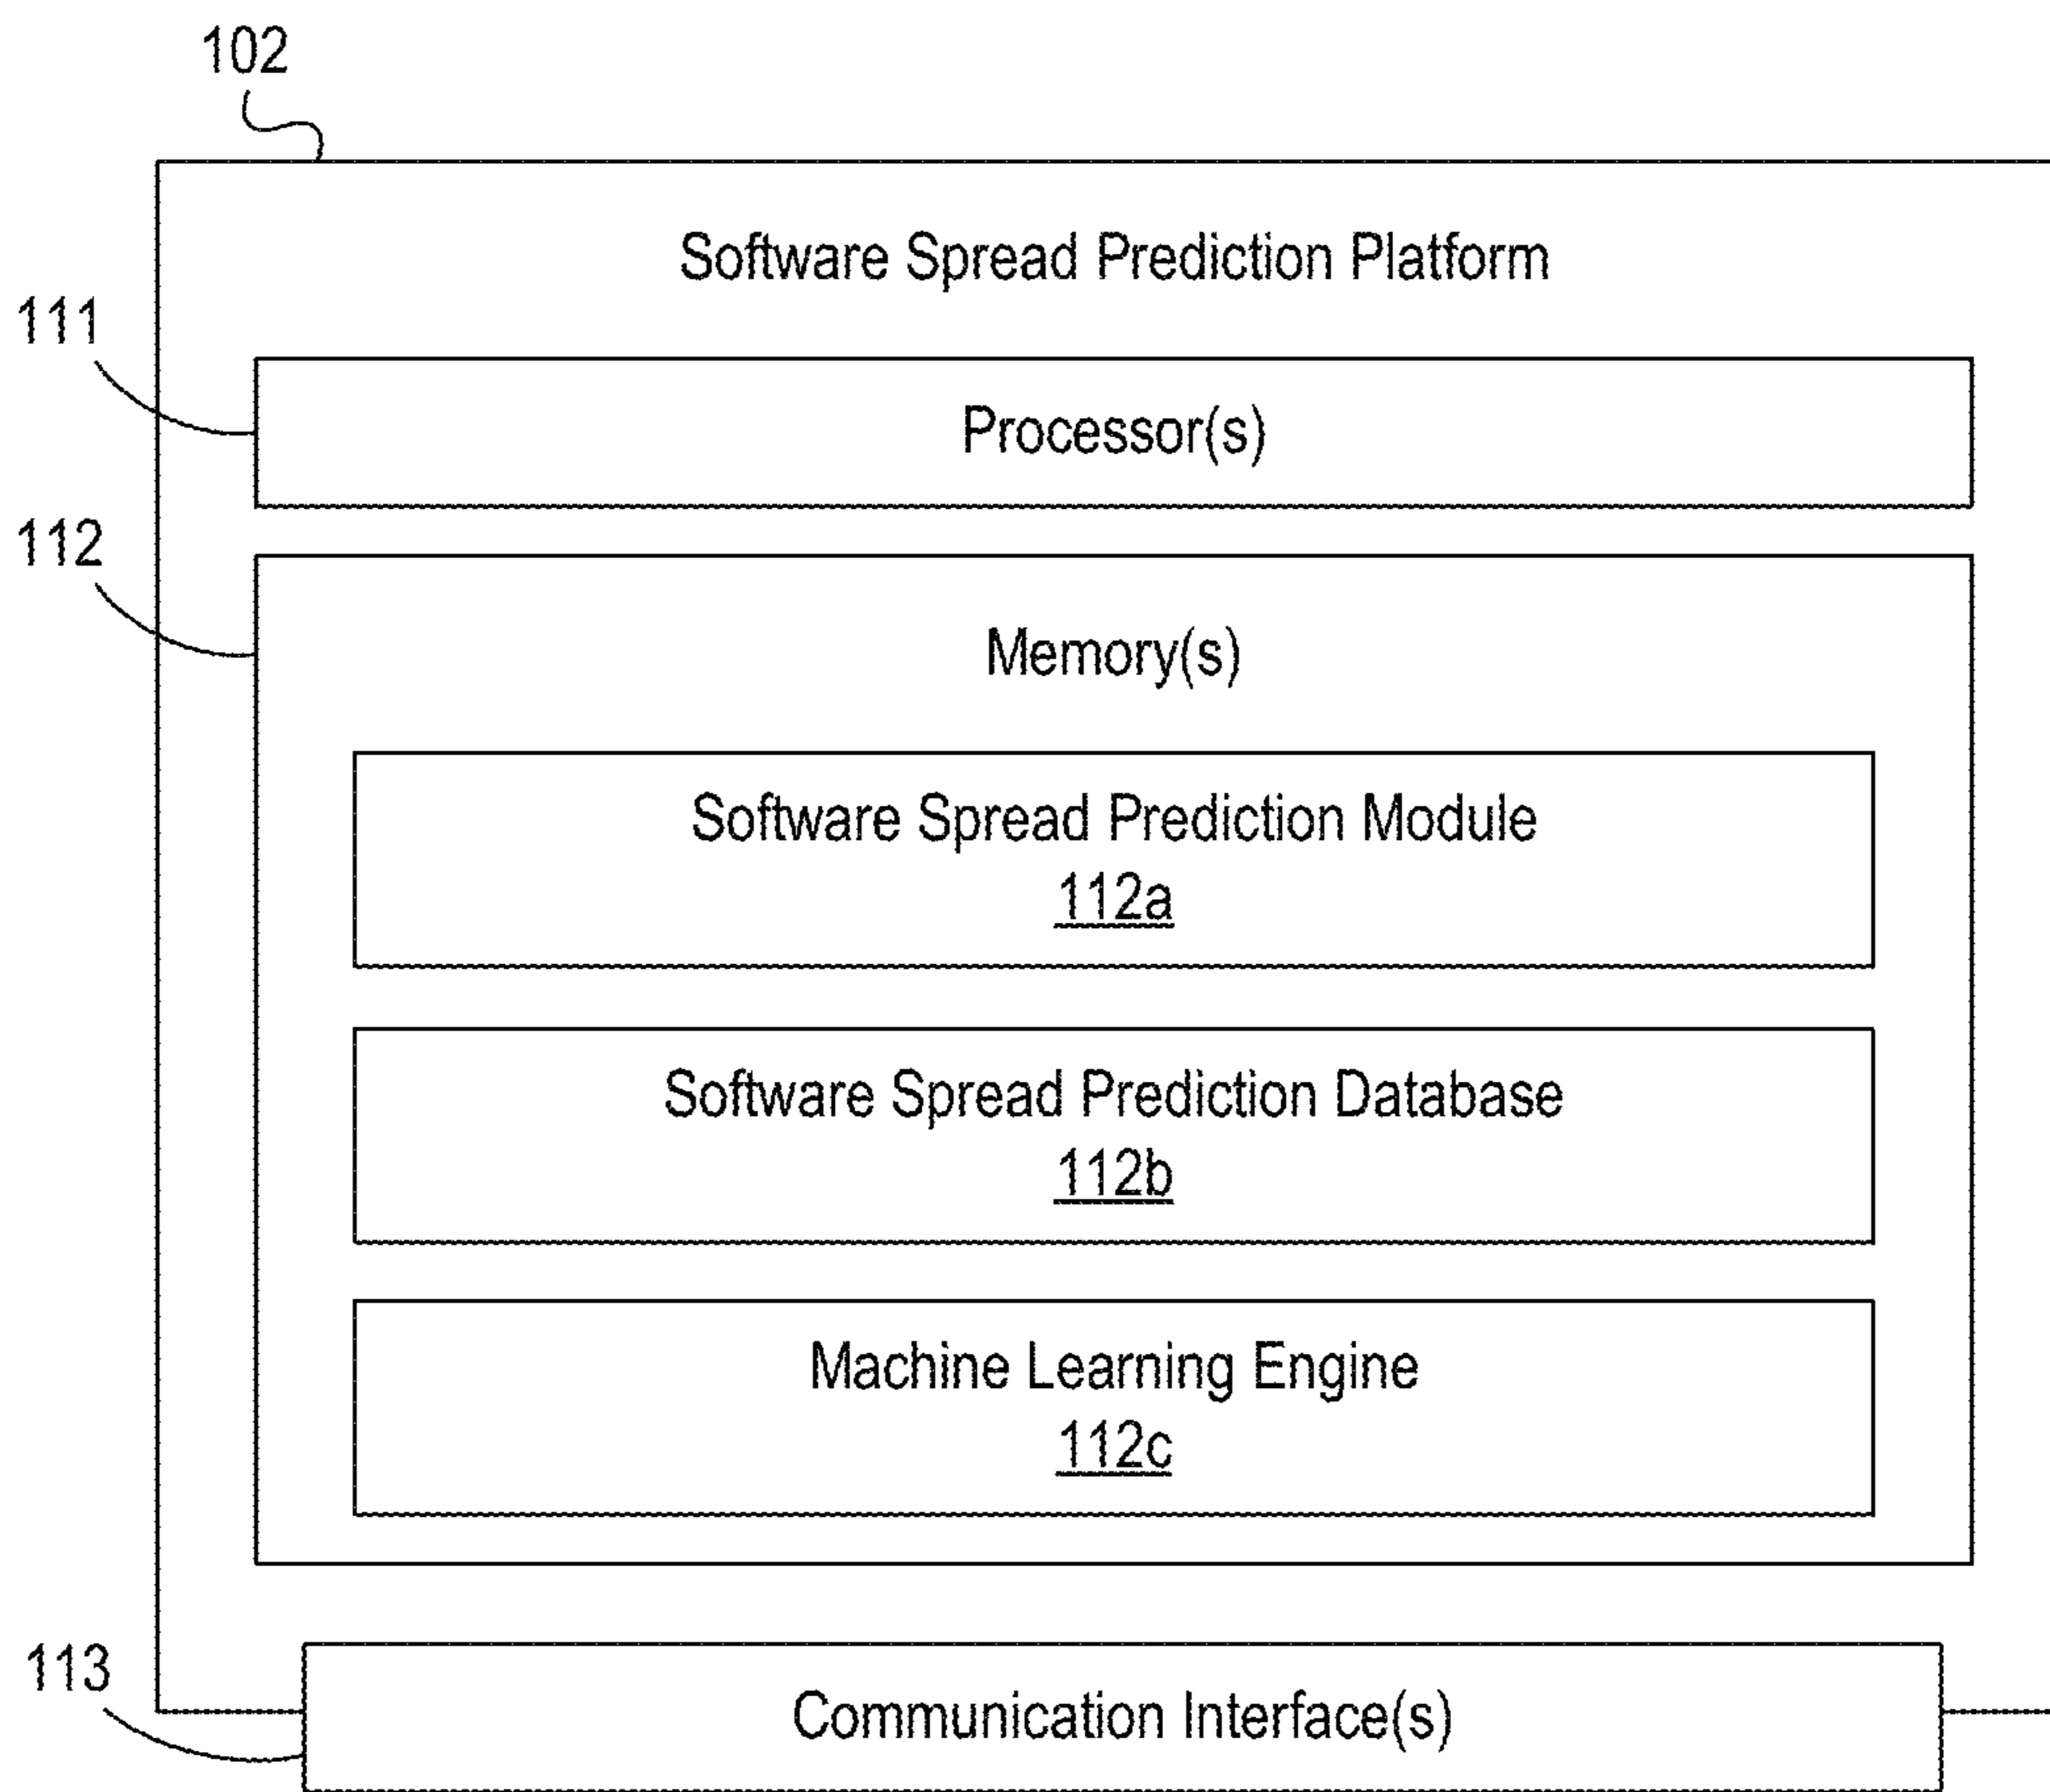 102
Software Spread Prediction Platform
111
Processor(s)
112
Memory(s)
Software Spread Prediction Module
112a
Software Spread Prediction Database
112b
Machine Learning Engine
112c
113
Communication Interface(s)